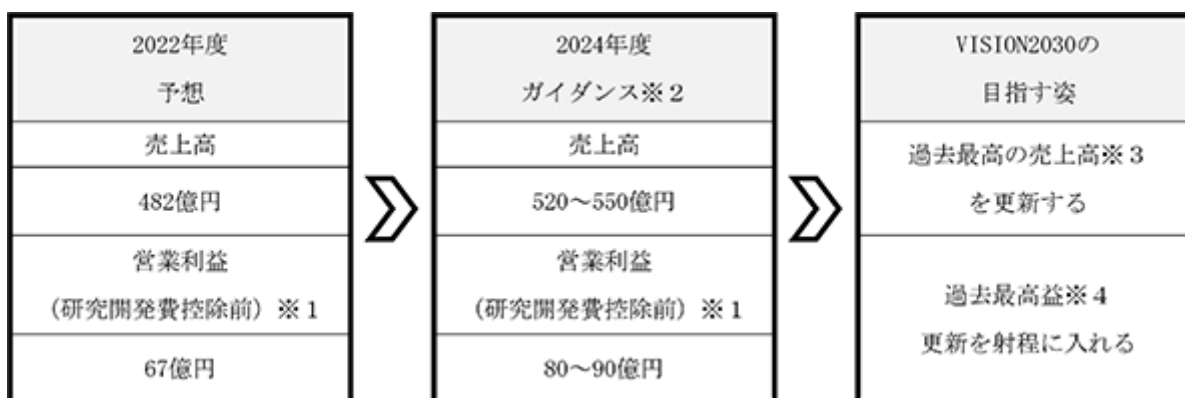 2022年度
予想
売上高
482億円
営業利益
(研究開発費控除前)※1
67億円
2024年度
ガイダンス※2
売上高
520～550億円
営業利益
(研究開発費控除前)※1
80～90億円
VISION2030の
目指す姿
過去最高の売上高※3
を更新する
過去最高益※4
更新を射程に入れる